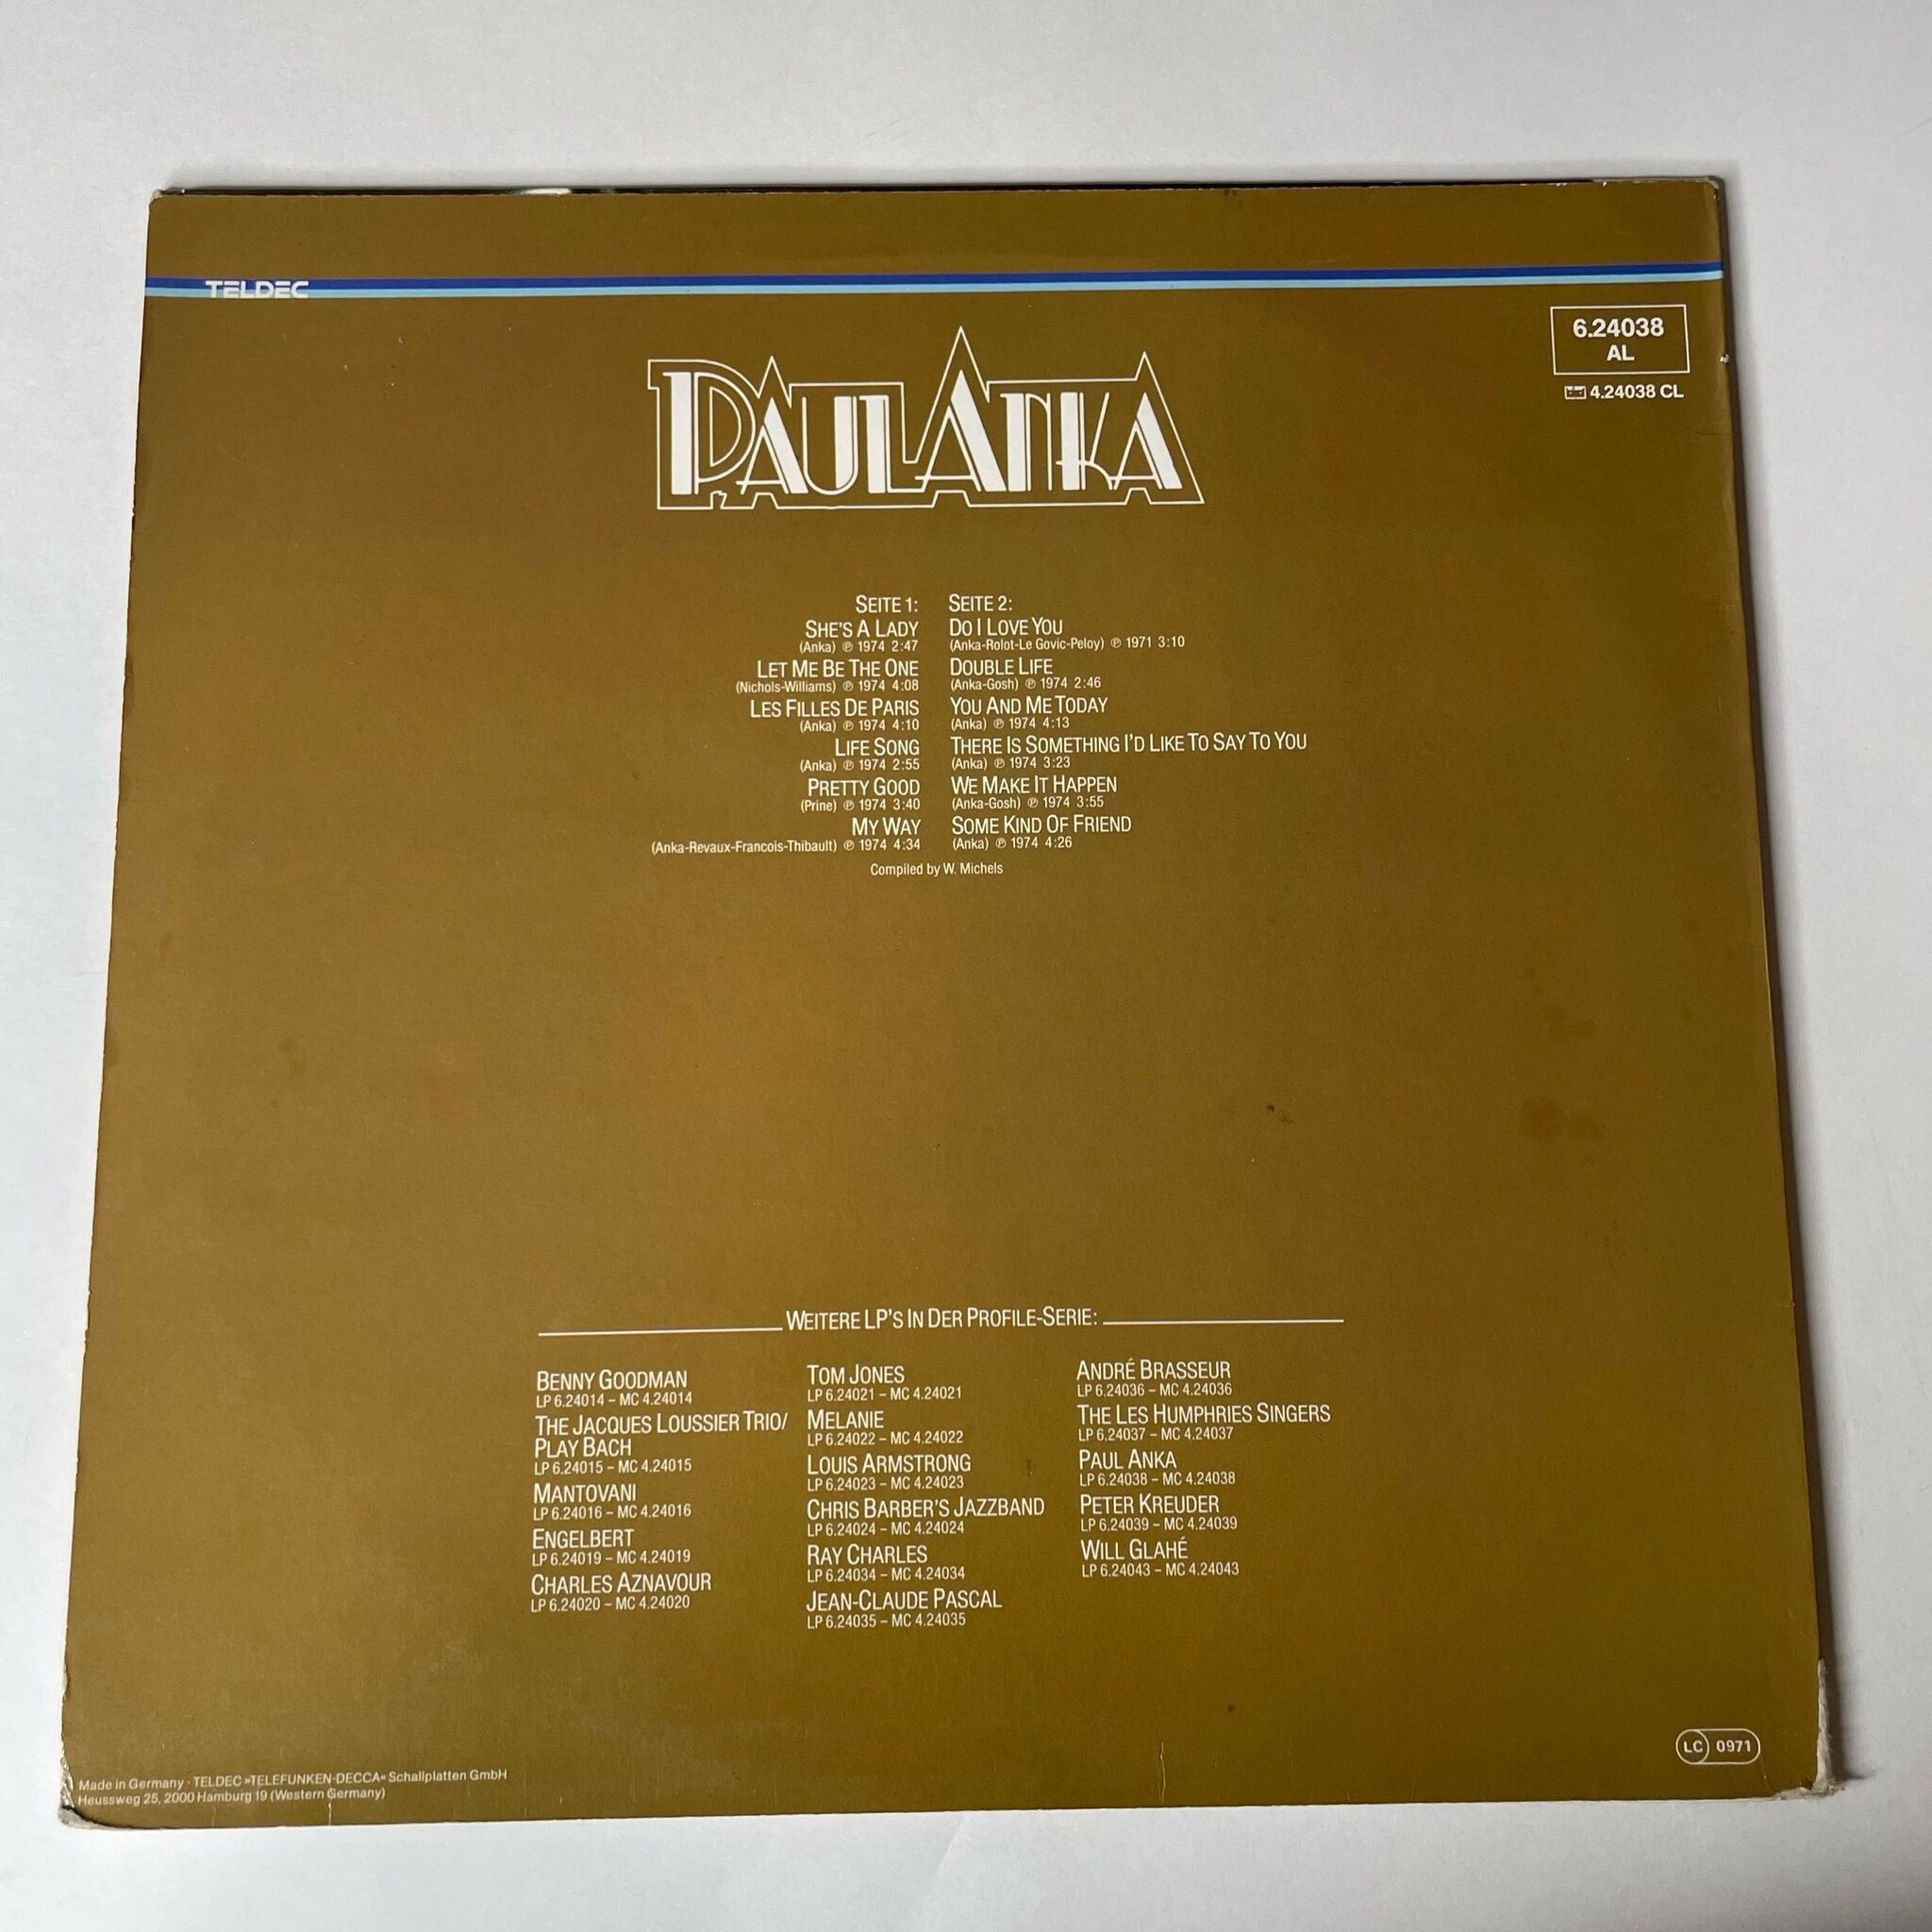 TELDEC
6.24038
AL
4.24038 CL
PAUL ANKA
SEITE 1:
SHE'S A LADY
(Anka) ℗ 1974 2:47
LET ME BE THE ONE
(Nichols-Williams) ℗ 1974 4:08
LES FILLES DE PARIS
(Anka) ℗ 1974 4:10
LIFE SONG
(Anka) ℗ 1974 2:55
PRETTY GOOD
(Prine) ℗ 1974 3:40
MY WAY
(Anka-Revaux-Francois-Thibault) ℗ 1974 4:34
SEITE 2:
DO I LOVE YOU
(Anka-Rolot-Le Govic-Peloy) ℗ 1971 3:10
DOUBLE LIFE
(Anka-Gosh) ℗ 1974 2:46
YOU AND ME TODAY
(Anka) ℗ 1974 4:13
THERE IS SOMETHING I'D LIKE TO SAY TO YOU
(Anka) ℗ 1974 3:23
WE MAKE IT HAPPEN
(Anka-Gosh) ℗ 1974 3:55
SOME KIND OF FRIEND
(Anka) ℗ 1974 4:26
Compiled by W. Michels
WEITERE LP'S IN DER PROFILE-SERIE:
BENNY GOODMAN
LP 6.24014 – MC 4.24014
THE JACQUES LOUSSIER TRIO/
PLAY BACH
LP 6.24015 – MC 4.24015
MANTOVANI
LP 6.24016 – MC 4.24016
ENGELBERT
LP 6.24019 – MC 4.24019
CHARLES AZNAVOUR
LP 6.24020 – MC 4.24020
TOM JONES
LP 6.24021 – MC 4.24021
MELANIE
LP 6.24022 – MC 4.24022
LOUIS ARMSTRONG
LP 6.24023 – MC 4.24023
CHRIS BARBER'S JAZZBAND
LP 6.24024 – MC 4.24024
RAY CHARLES
LP 6.24034 – MC 4.24034
JEAN-CLAUDE PASCAL
LP 6.24035 – MC 4.24035
ANDRÉ BRASSEUR
LP 6.24036 – MC 4.24036
THE LES HUMPHRIES SINGERS
LP 6.24037 – MC 4.24037
PAUL ANKA
LP 6.24038 – MC 4.24038
PETER KREUDER
LP 6.24039 – MC 4.24039
WILL GLAHÉ
LP 6.24043 – MC 4.24043
Made in Germany · TELDEC »TELEFUNKEN-DECCA« Schallplatten GmbH
Heussweg 25, 2000 Hamburg 19 (Western Germany)
LC 0971